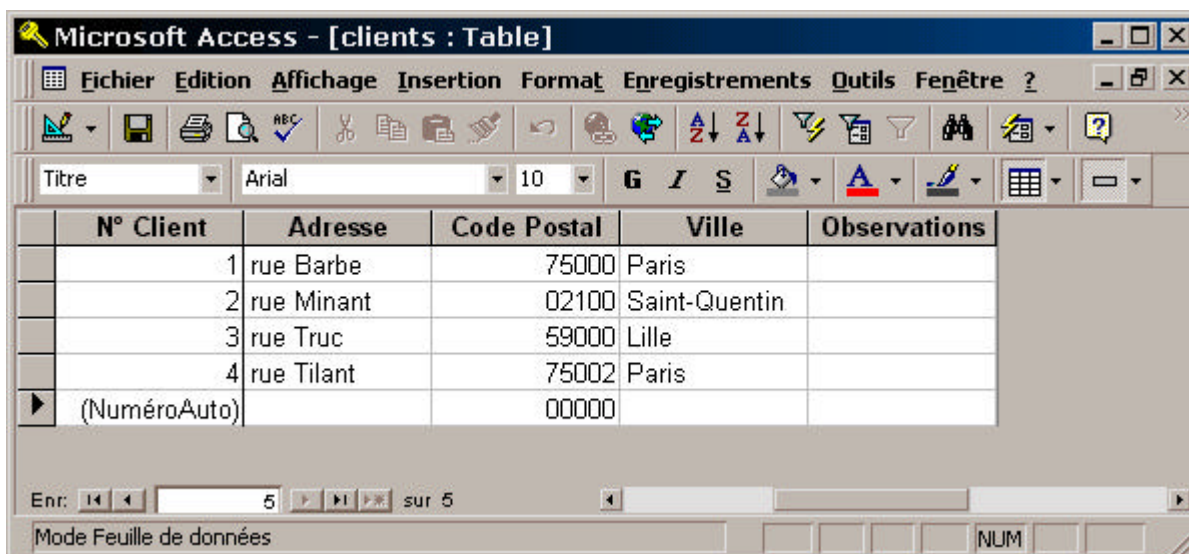 Microsoft Access - [clients : Table]
Fichier Edition Affichage Insertion Format Enregistrements Outils Fenêtre ?
ABC A Z Z A
Titre Arial 10 G I S A
N° Client Adresse Code Postal Ville Observations
1 rue Barbe 75000 Paris
2 rue Minant 02100 Saint-Quentin
3 rue Truc 59000 Lille
4 rue Tilant 75002 Paris
(NuméroAuto) 00000
Enr: 5 sur 5
Mode Feuille de données NUM